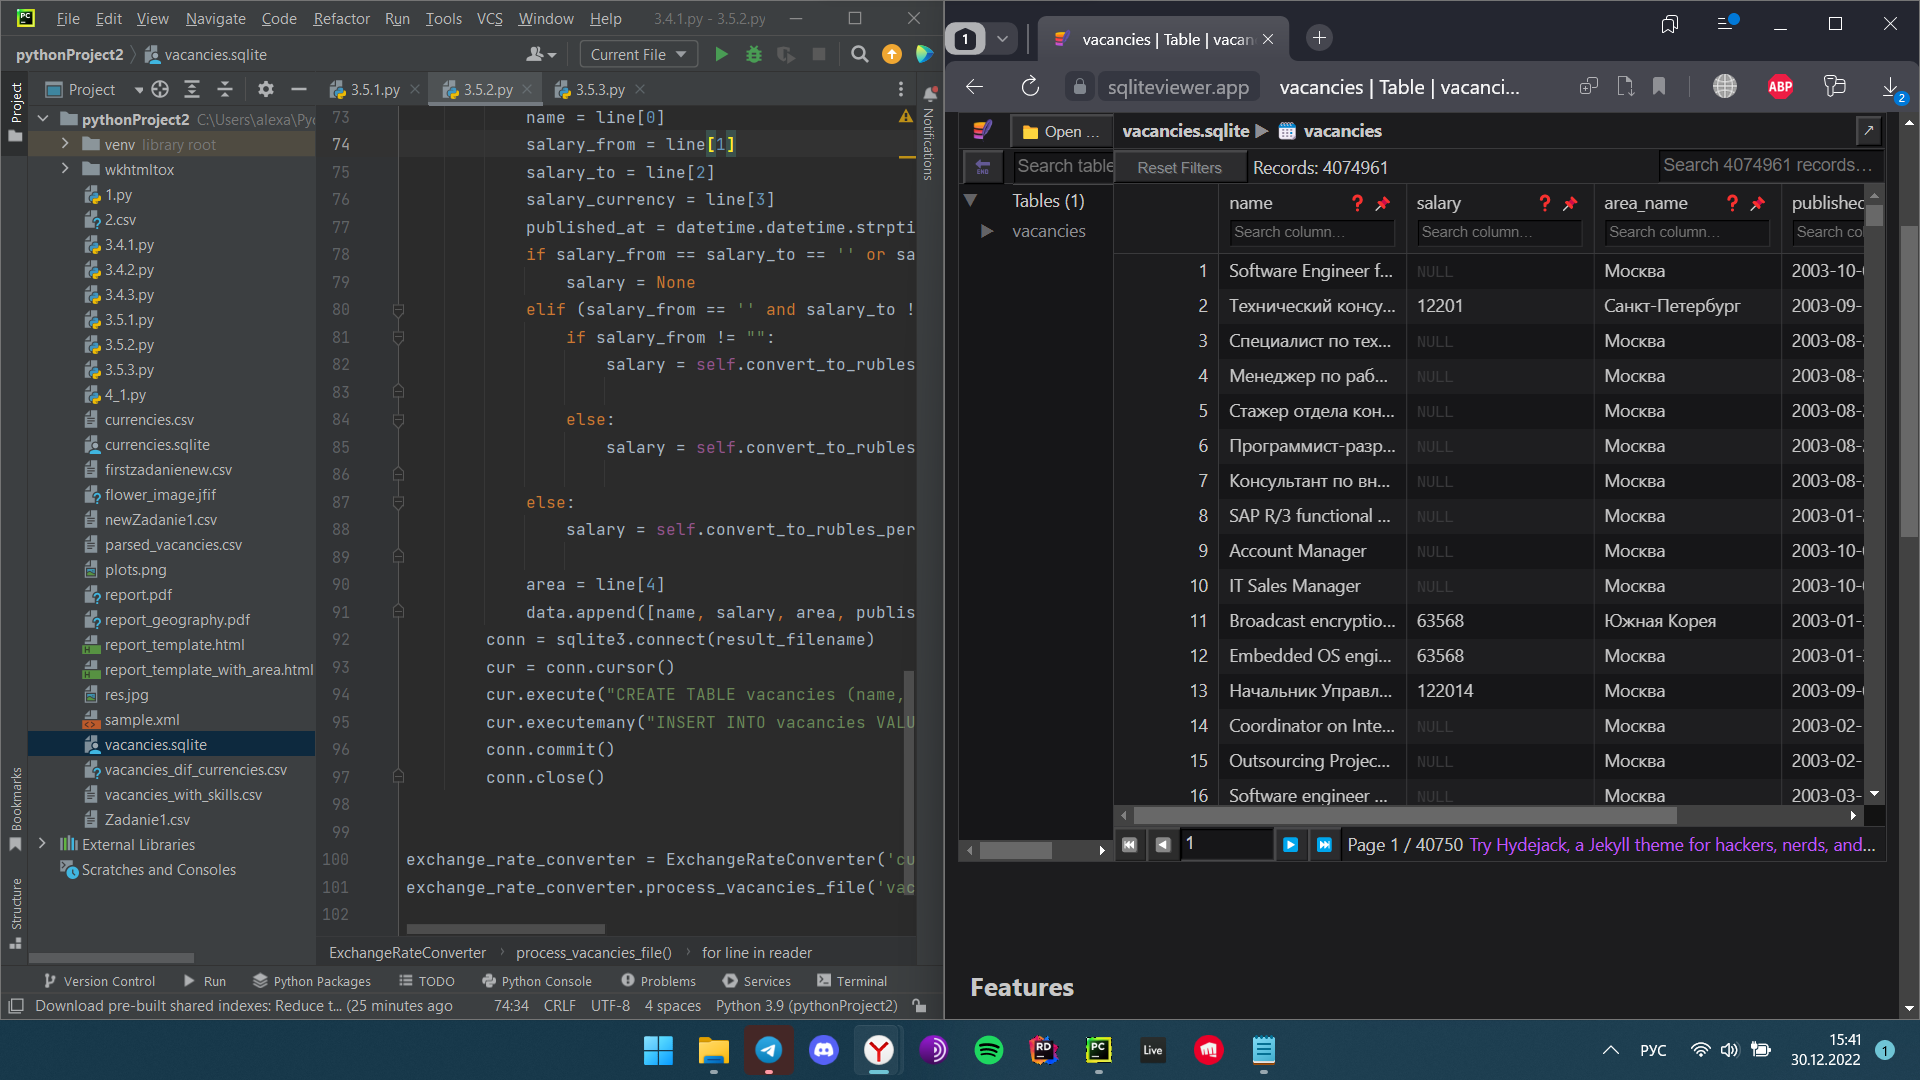 File Edit View Navigate Code Refactor Run Tools VCS Window Help 3.4.1.py - 3.5.2.py
pythonProject2 vacancies.sqlite Current File
Project 3.5.1.py 3.5.2.py 3.5.3.py
Project
Notifications
Bookmarks
Structure
pythonProject2 C:\Users\alexa\Pyc
venv library root
wkhtmltox
1.py
2.csv
3.4.1.py
3.4.2.py
3.4.3.py
3.5.1.py
3.5.2.py
3.5.3.py
4_1.py
currencies.csv
currencies.sqlite
firstzadanienew.csv
flower_image.jfif
newZadanie1.csv
parsed_vacancies.csv
plots.png
report.pdf
report_geography.pdf
report_template.html
report_template_with_area.html
res.jpg
sample.xml
vacancies.sqlite
vacancies_dif_currencies.csv
vacancies_with_skills.csv
Zadanie1.csv
External Libraries
Scratches and Consoles
73 name = line[0]
74 salary_from = line[1]
75 salary_to = line[2]
76 salary_currency = line[3]
77 published_at = datetime.datetime.strpti
78 if salary_from == salary_to == '' or sa
79 salary = None
80 elif (salary_from == '' and salary_to !
81 if salary_from != "":
82 salary = self.convert_to_rubles
83
84 else:
85 salary = self.convert_to_rubles
86
87 else:
88 salary = self.convert_to_rubles_per
89
90 area = line[4]
91 data.append([name, salary, area, publis
92 conn = sqlite3.connect(result_filename)
93 cur = conn.cursor()
94 cur.execute("CREATE TABLE vacancies (name,
95 cur.executemany("INSERT INTO vacancies VALU
96 conn.commit()
97 conn.close()
98
99
100 exchange_rate_converter = ExchangeRateConverter('cu
101 exchange_rate_converter.process_vacancies_file('vac
102
ExchangeRateConverter process_vacancies_file() for line in reader
Version Control Run Python Packages TODO Python Console Problems Services Terminal
Download pre-built shared indexes: Reduce t... (25 minutes ago 74:34 CRLF UTF-8 4 spaces Python 3.9 (pythonProject2)
1 vacancies | Table | vacan
sqliteviewer.app vacancies | Table | vacanci... ABP 2
Open ... vacancies.sqlite vacancies
END Search table Reset Filters Records: 4074961 Search 4074961 records...
Tables (1)
vacancies
name ? salary ? area_name ? published
Search column... Search column... Search column... Search co
1 Software Engineer f... NULL Москва 2003-10-
2 Технический консу... 12201 Санкт-Петербург 2003-09-
3 Специалист по тех... NULL Москва 2003-08-
4 Менеджер по раб... NULL Москва 2003-08-
5 Стажер отдела кон... NULL Москва 2003-08-
6 Программист-разр... NULL Москва 2003-08-
7 Консультант по вн... NULL Москва 2003-08-
8 SAP R/3 functional ... NULL Москва 2003-01-
9 Account Manager NULL Москва 2003-10-
10 IT Sales Manager NULL Москва 2003-10-
11 Broadcast encryptio... 63568 Южная Корея 2003-01-
12 Embedded OS engi... 63568 Москва 2003-01-
13 Начальник Управл... 122014 Москва 2003-09-
14 Coordinator on Inte... NULL Москва 2003-02-
15 Outsourcing Projec... NULL Москва 2003-02-
16 Software engineer ... NULL Москва 2003-03-
1 Page 1 / 40750 Try Hydejack, a Jekyll theme for hackers, nerds, and...
Features
RD PC Live РУС 15:41
30.12.2022 1